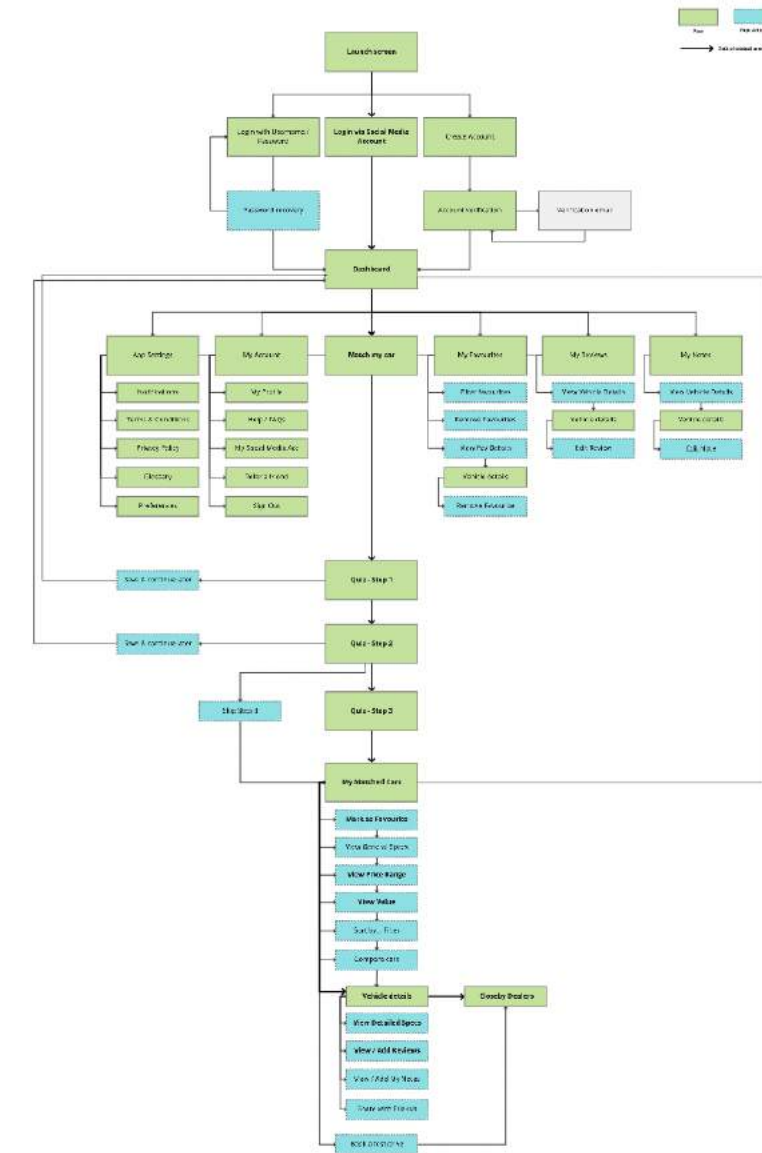 Page
Launch screen
Login with Username / Password
Login via Social Media Account
Create Account
Password recovery
Account verification
Verification email
Dashboard
App Settings
My Account
Match my car
My Favourites
My Reviews
My Notes
Notifications
My Profile
Filter Favourites
View Vehicle Details
View Vehicle Details
Terms & Conditions
Help / FAQs
Remove Favourites
Vehicle details
Vehicle details
Privacy Policy
My Social Media Acc
View Fav Details
Edit Review
Edit Note
Glossary
Refer a friend
Vehicle details
Preferences
Sign Out
Remove Favourite
Save & continue later
Quiz - Step 1
Save & continue later
Quiz - Step 2
Skip Step 3
Quiz - Step 3
My Matched Cars
Mark as Favourite
View General Specs
View Price Range
View Value
Sort by / Filter
Compare cars
Vehicle details
Closeby Dealers
View Detailed Specs
View / Add Reviews
View / Add My Notes
Share with Friends
Book a test drive